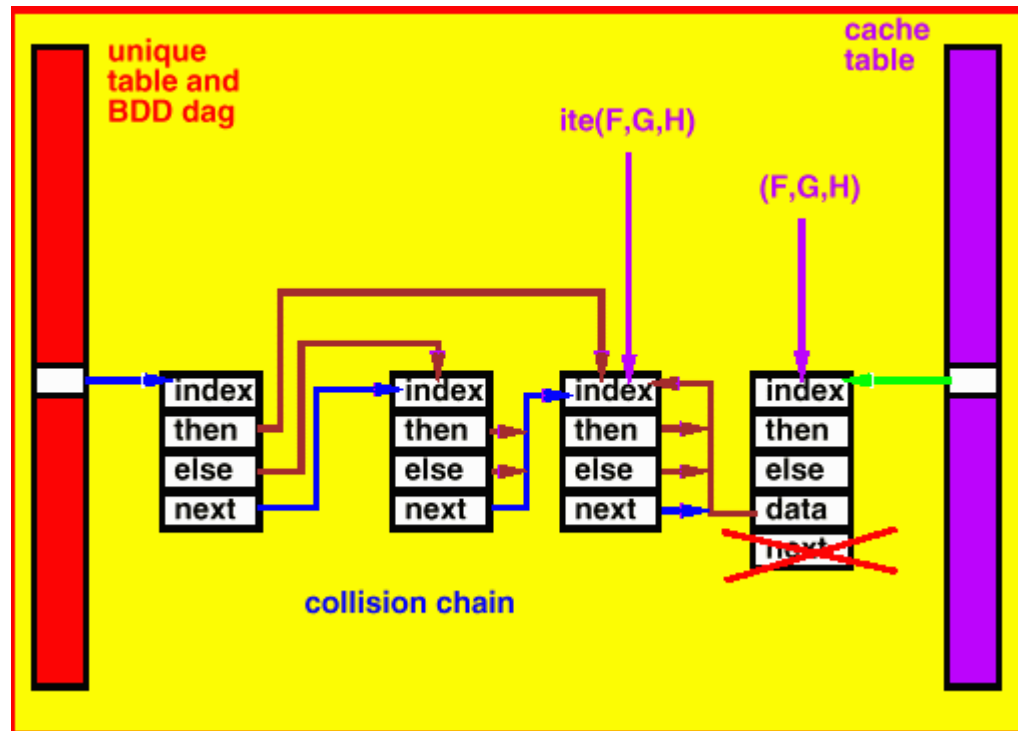 unique
table and
BDD dag
cache
table
ite(F,G,H)
(F,G,H)
index
then
else
next
index
then
else
next
index
then
else
next
index
then
else
data
next
collision chain